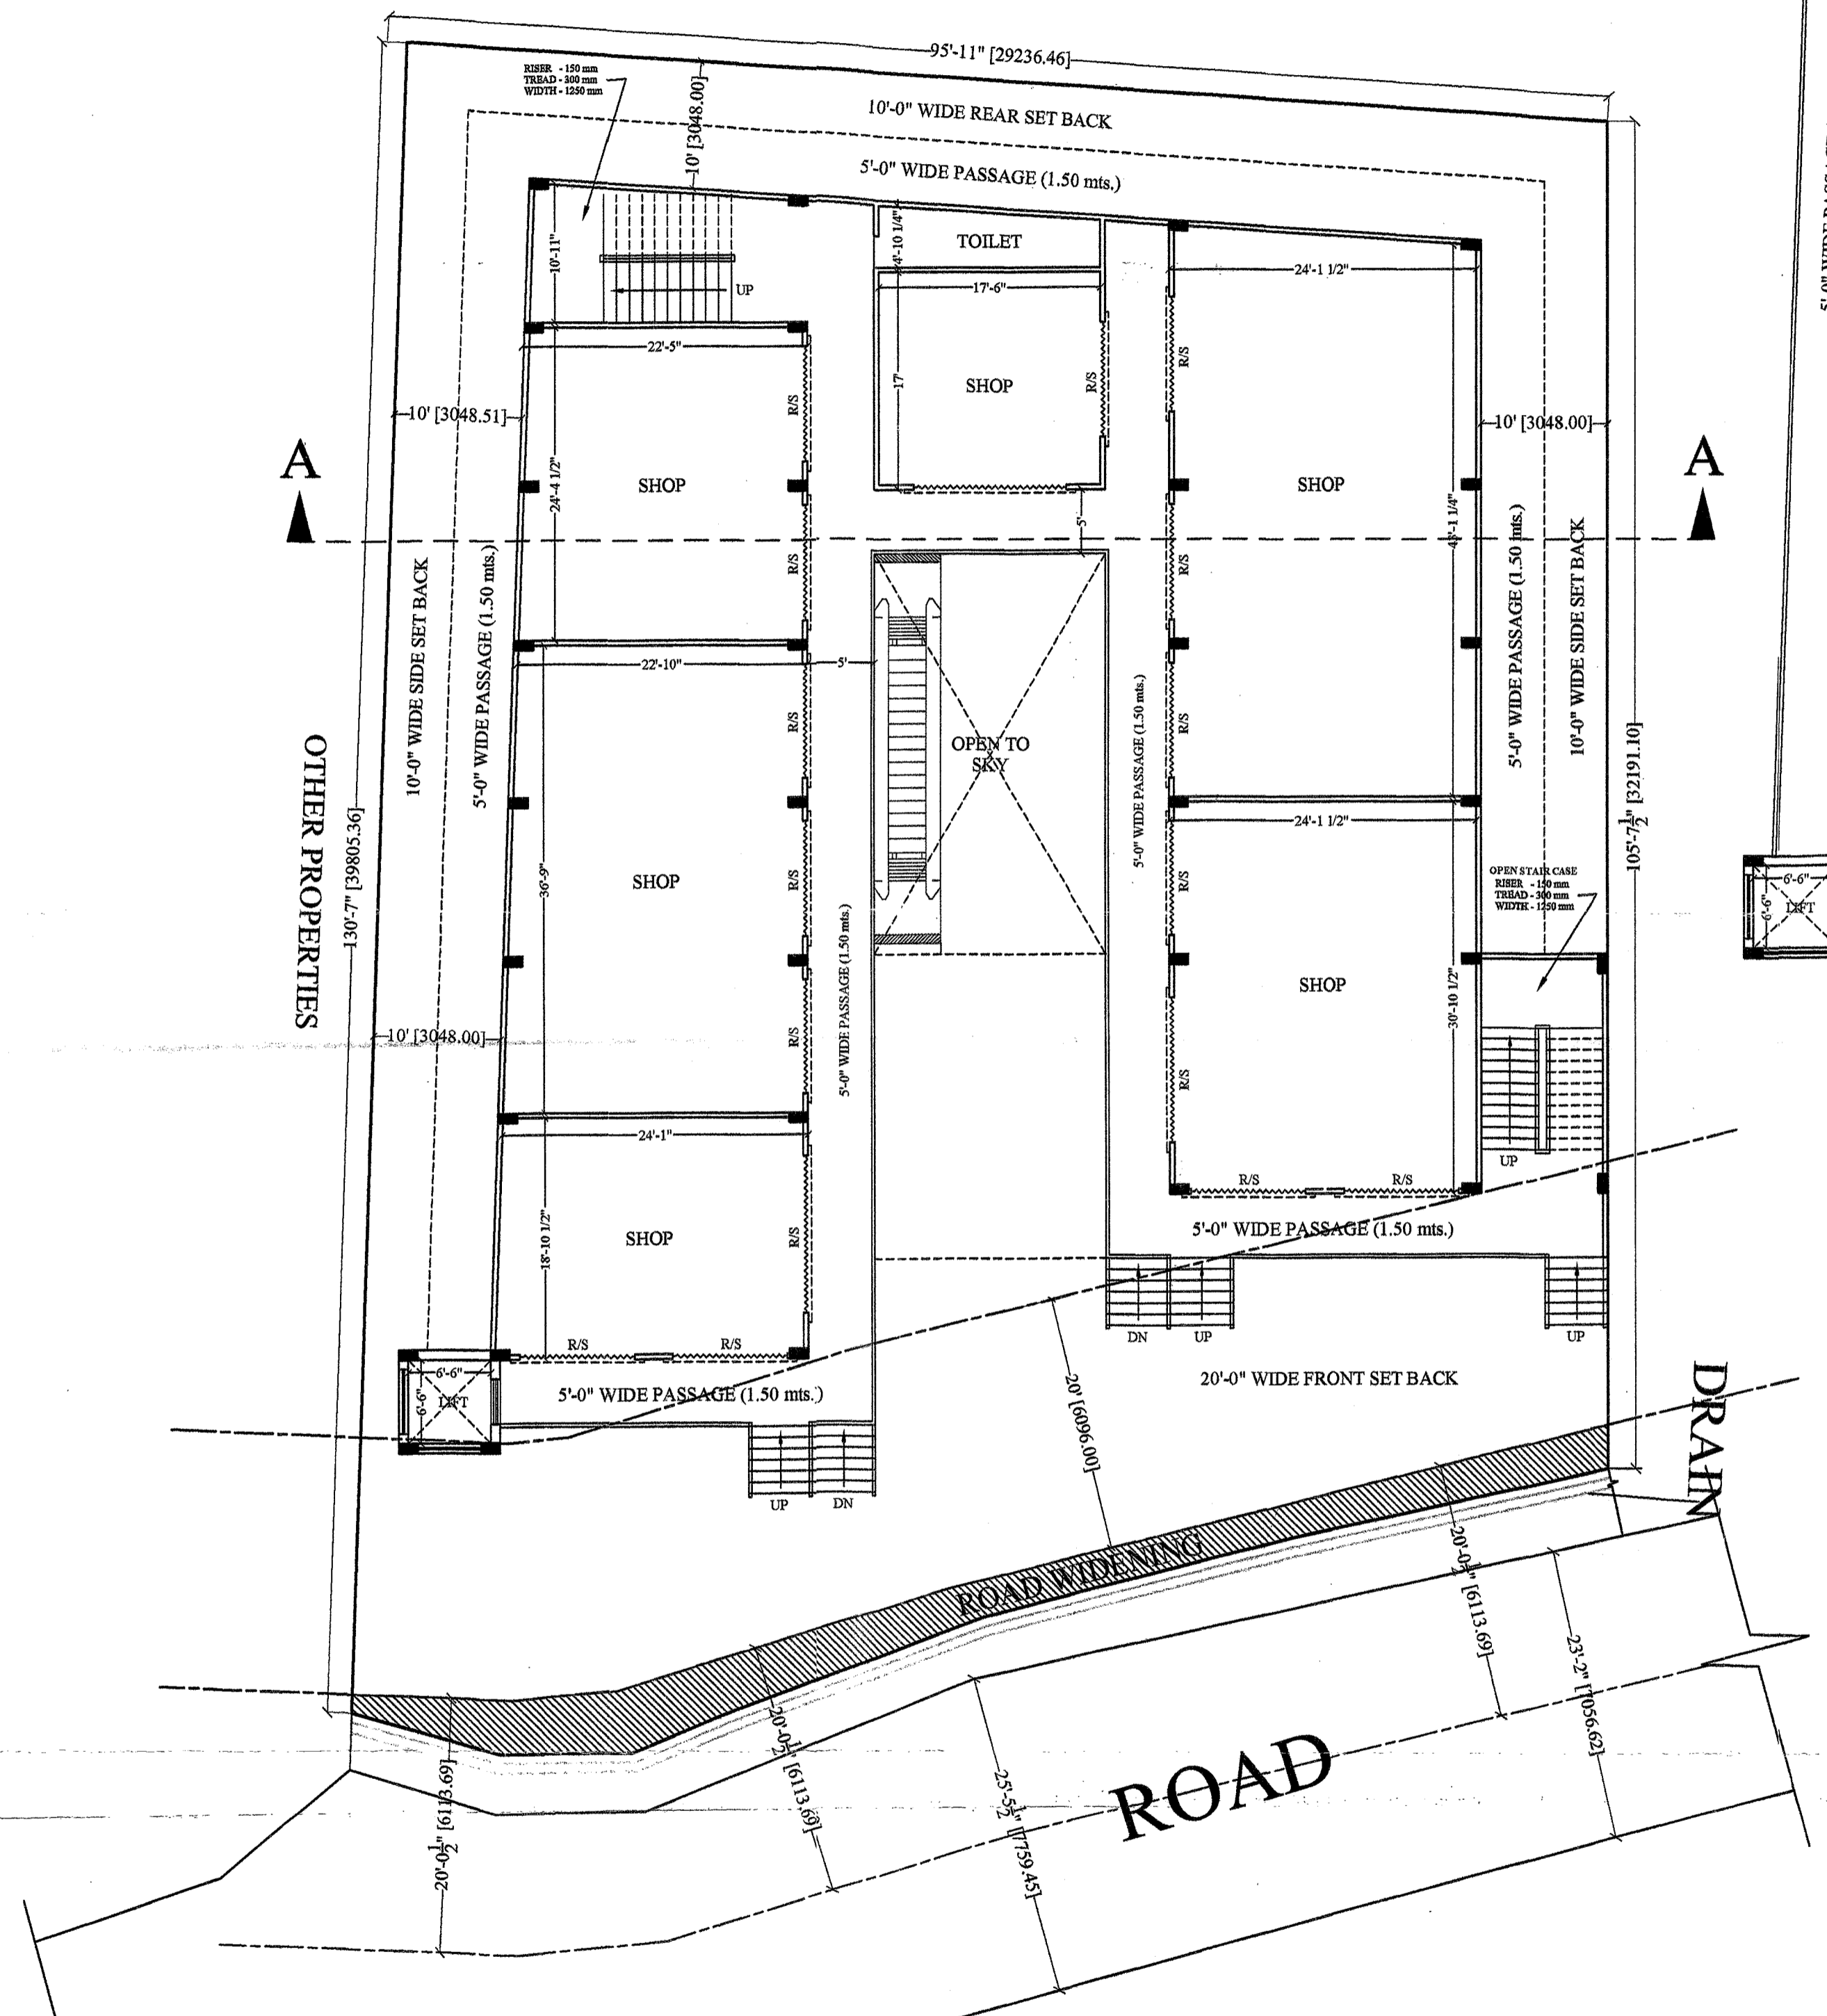 95'-11" [29236.46]
RISER - 150 mm
TREAD - 300 mm
WIDTH - 1250 mm
10' [3048.00]
10'-0" WIDE REAR SET BACK
5'-0" WIDE PASSAGE (1.50 mts.)
10'-11"
UP
4'-10 1/4"
TOILET
17'-6"
24'-1 1/2"
22'-5"
17'
SHOP
R/S
R/S
R/S
10' [3048.51]
10' [3048.00]
A
A
24'-4 1/2"
SHOP
SHOP
43'-1 1/4"
5'
R/S
R/S
10'-0" WIDE SIDE SET BACK
5'-0" WIDE PASSAGE (1.50 mts.)
5'-0" WIDE PASSAGE (1.50 mts.)
10'-0" WIDE SIDE SET BACK
22'-10"
5'
R/S
R/S
OPEN TO
SKY
5'-0" WIDE PASSAGE (1.50 mts.)
OTHER PROPERTIES
130'-7" [39805.36]
105'-7 1/2" [32191.10]
24'-1 1/2"
36'-9"
SHOP
R/S
R/S
OPEN STAIR CASE
RISER - 150 mm
TREAD - 300 mm
WIDTH - 1250 mm
6'-6"
6'-6"
LIFT
5'-0" WIDE PASSAGE (1.50 mts.)
SHOP
30'-10 1/2"
10' [3048.00]
R/S
R/S
24'-1"
UP
18'-10 1/2"
SHOP
R/S
R/S
R/S
5'-0" WIDE PASSAGE (1.50 mts.)
R/S
R/S
6'-6"
6'-6"
LIFT
5'-0" WIDE PASSAGE (1.50 mts.)
DN
UP
UP
20'-0" WIDE FRONT SET BACK
20' [6096.00]
UP
DN
DRAIN
ROAD WIDENING
20'-0 1/2" [6113.69]
23'-2" [7056.62]
20'-0 1/2" [6113.69]
20'-0 1/2" [6113.69]
25'-5 1/2" [7759.45]
ROAD